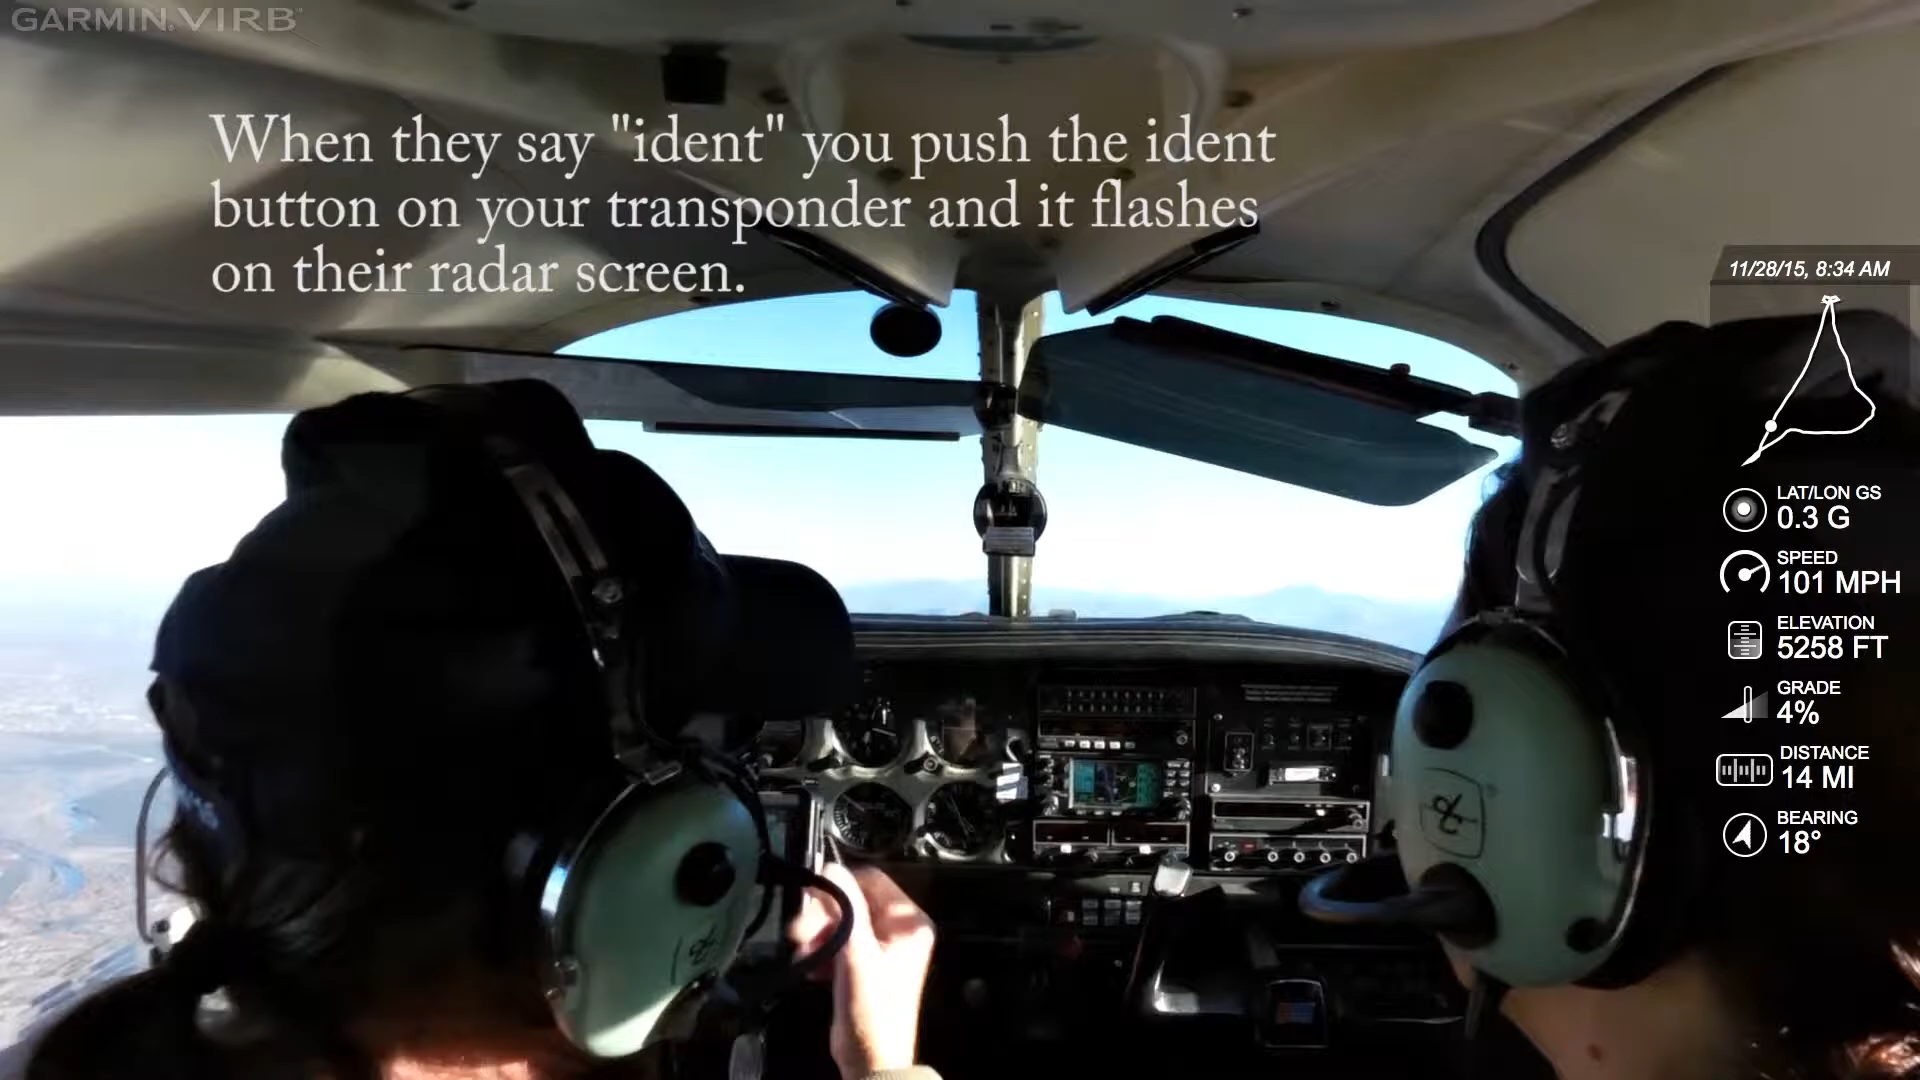 GARMIN VIRB
When they say "ident" you push the ident
button on your transponder and it flashes
on their radar screen.
11/28/15, 8:34 AM
LAT/LON GS
0.3 G
SPEED
101 MPH
ELEVATION
5258 FT
GRADE
4%
DISTANCE
14 MI
BEARING
18°